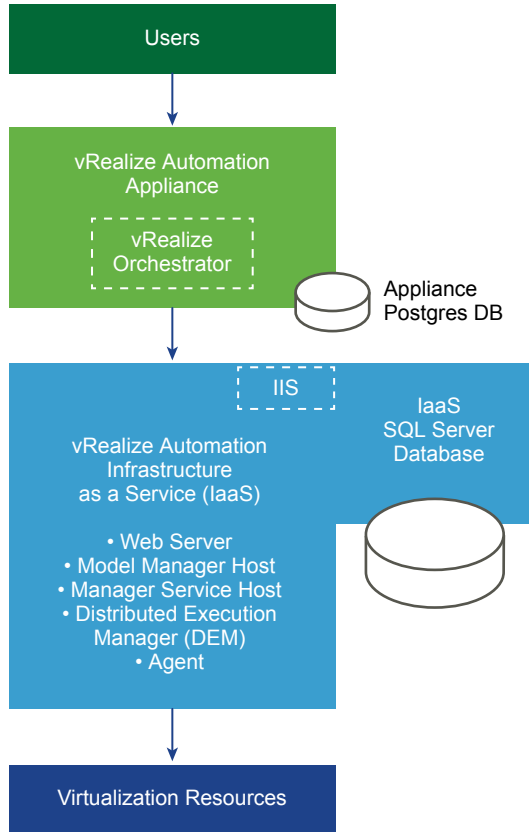 Users
vRealize Automation
Appliance
vRealize
Orchestrator
Appliance
Postgres DB
IIS
IaaS
SQL Server
Database
vRealize Automation
Infrastructure
as a Service (IaaS)
• Web Server
• Model Manager Host
• Manager Service Host
• Distributed Execution
Manager (DEM)
• Agent
Virtualization Resources